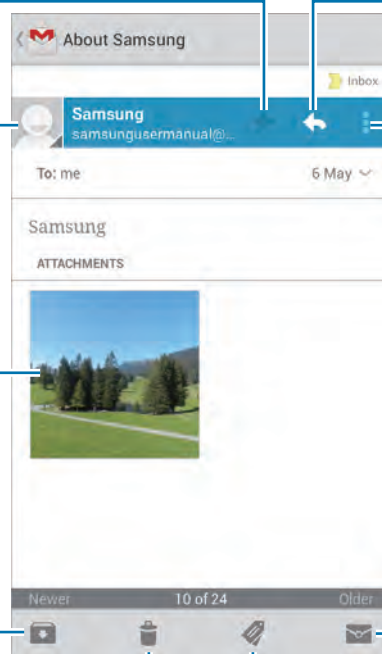 About Samsung
Inbox
Samsung
samsungusermanual@...
To: me 6 May
Samsung
ATTACHMENTS
Newer 10 of 24 Older